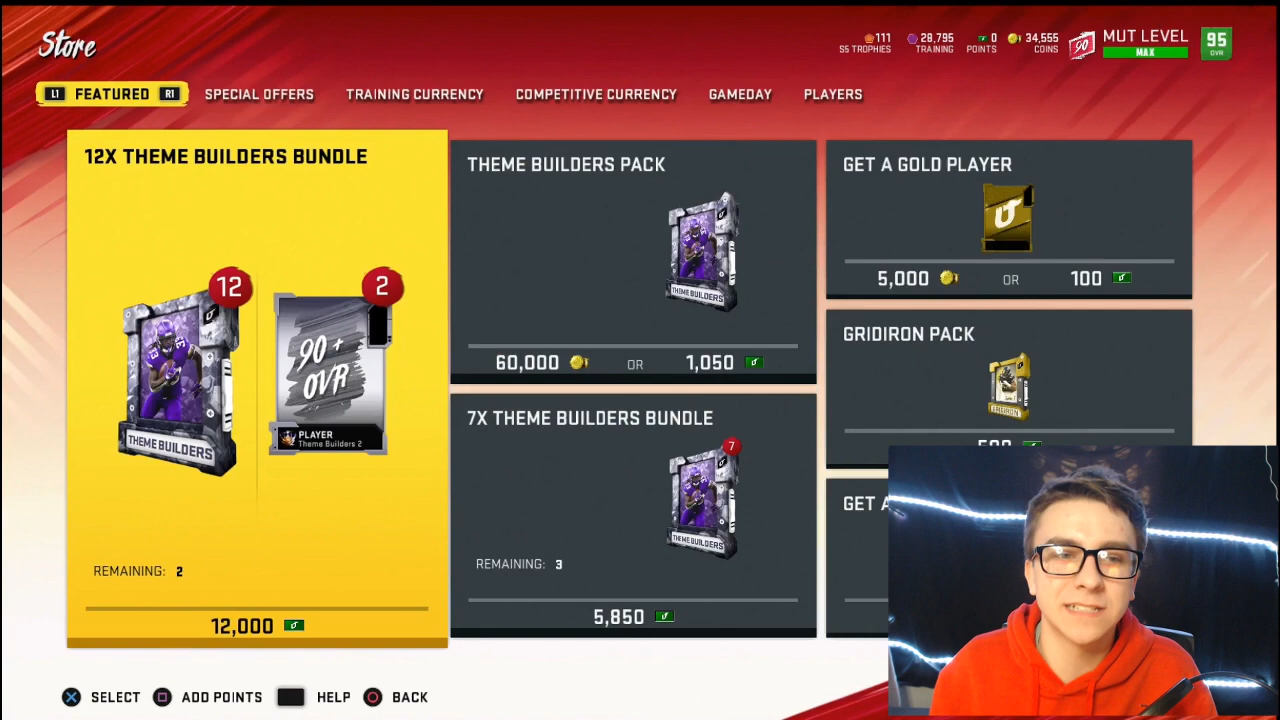 Store
111
S5 TROPHIES
28,795
TRAINING
0
POINTS
34,555
COINS
90
MUT LEVEL
MAX
95
OVR
L1 FEATURED R1
SPECIAL OFFERS
TRAINING CURRENCY
COMPETITIVE CURRENCY
GAMEDAY
PLAYERS
12X THEME BUILDERS BUNDLE
12
THEME BUILDERS
2
90+
OVR
PLAYER
Theme Builders 2
REMAINING: 2
12,000
THEME BUILDERS PACK
THEME BUILDERS
60,000 OR 1,050
7X THEME BUILDERS BUNDLE
7
THEME BUILDERS
REMAINING: 3
5,850
GET A GOLD PLAYER
5,000 OR 100
GRIDIRON PACK
GRIDIRON
GET A
SELECT
ADD POINTS
HELP
BACK